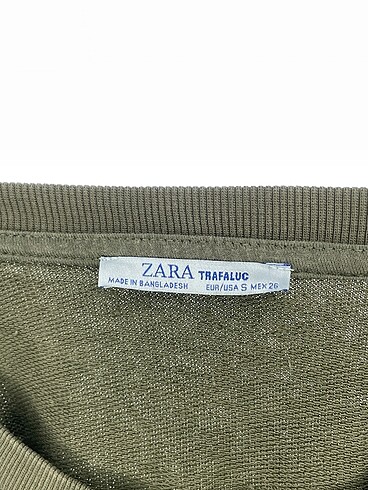 ZARA TRAFALUC
MADE IN BANGLADESH EUR/USA S MEX 26